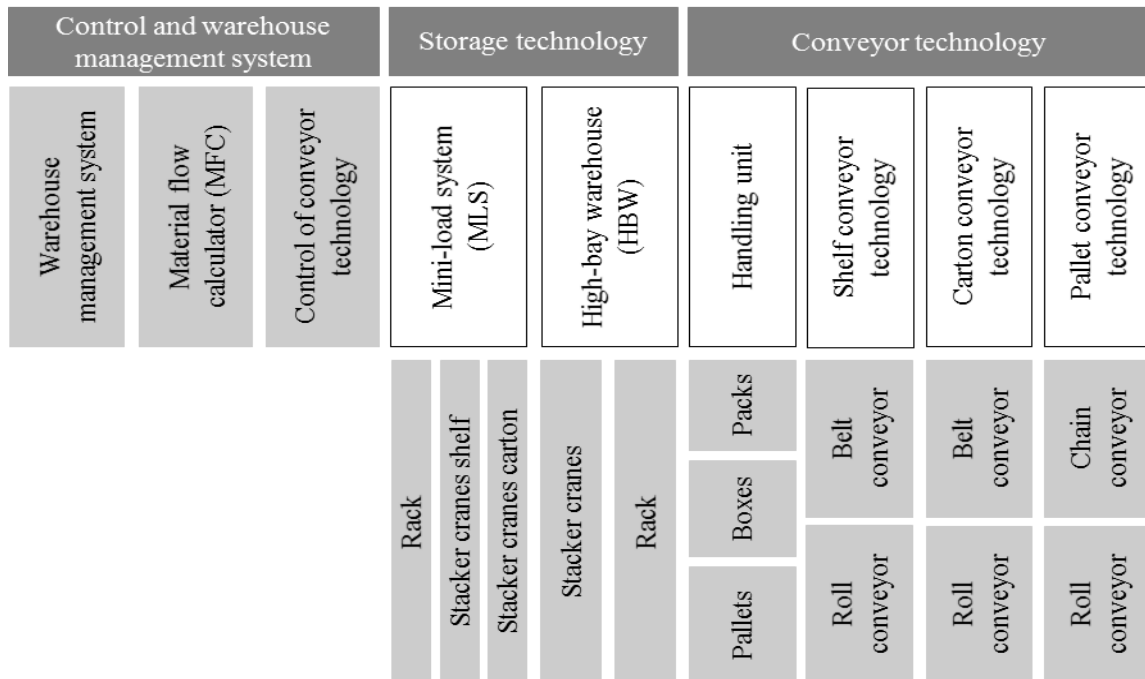 Control and warehouse
management system
Storage technology
Conveyor technology
Warehouse
management system
Material flow
calculator (MFC)
Control of conveyor
technology
Mini-load system
(MLS)
High-bay warehouse
(HBW)
Handling unit
Shelf conveyor
technology
Carton conveyor
technology
Pallet conveyor
technology
Rack
Stacker cranes shelf
Stacker cranes carton
Stacker cranes
Rack
Packs
Boxes
Pallets
Belt
conveyor
Roll
conveyor
Belt
conveyor
Roll
conveyor
Chain
conveyor
Roll
conveyor